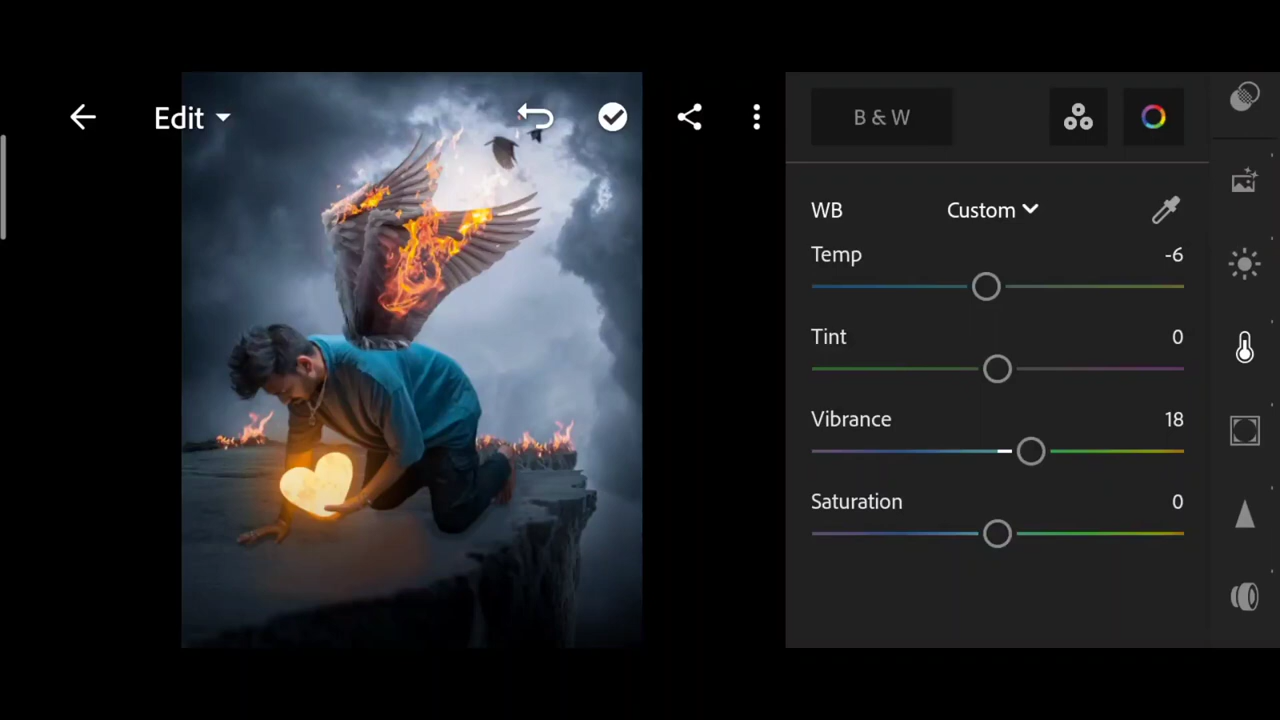 Edit
B & W
WB Custom
Temp -6
Tint 0
Vibrance 18
Saturation 0